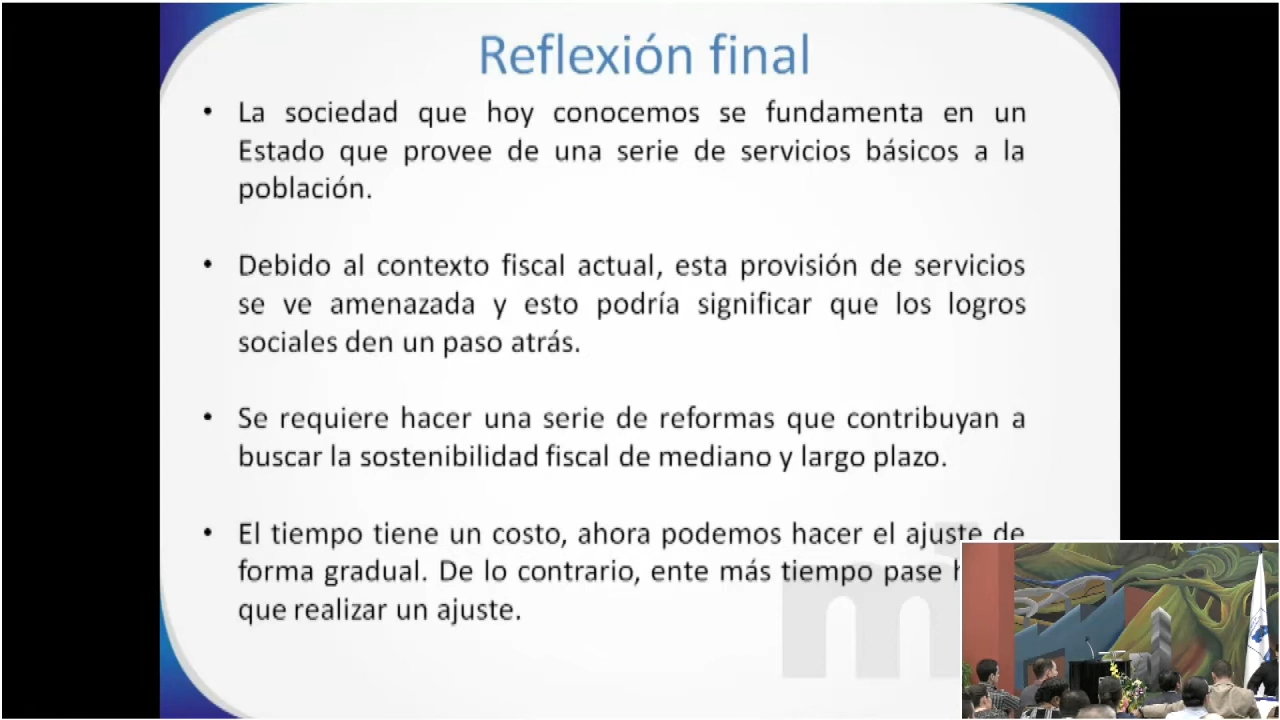 Reflexión final
• La sociedad que hoy conocemos se fundamenta en un
Estado que provee de una serie de servicios básicos a la
población.
• Debido al contexto fiscal actual, esta provisión de servicios
se ve amenazada y esto podría significar que los logros
sociales den un paso atrás.
• Se requiere hacer una serie de reformas que contribuyan a
buscar la sostenibilidad fiscal de mediano y largo plazo.
• El tiempo tiene un costo, ahora podemos hacer el ajuste de
forma gradual. De lo contrario, ente más tiempo pase
que realizar un ajuste.